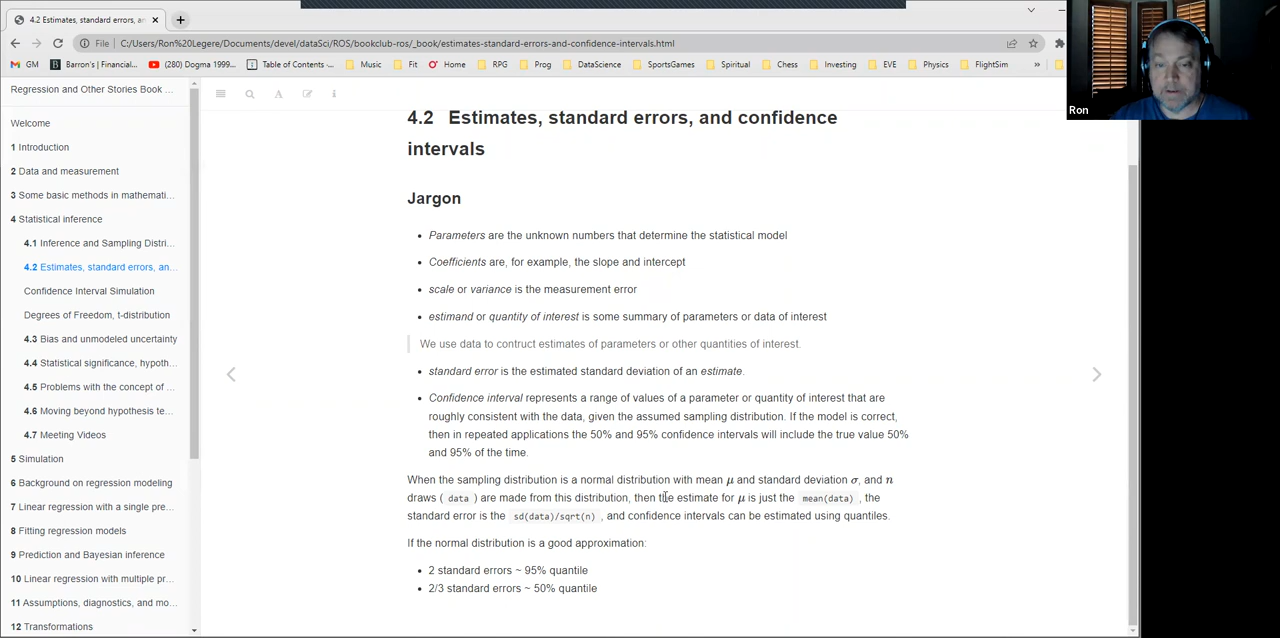 4.2 Estimates, standard errors, an
File
C:/Users/Ron%20Legere/Documents/devel/dataSci/ROS/bookclub-ros/_book/estimates-standard-errors-and-confidence-intervals.html
GM
Barron's | Financial...
(280) Dogma 1999...
Table of Contents -...
Music
Fit
Home
RPG
Prog
DataScience
SportsGames
Spiritual
Chess
Investing
EVE
Physics
FlightSim
»
Ron
Regression and Other Stories Book ...
Welcome
1 Introduction
2 Data and measurement
3 Some basic methods in mathemati...
4 Statistical inference
4.1 Inference and Sampling Distri...
4.2 Estimates, standard errors, an...
Confidence Interval Simulation
Degrees of Freedom, t-distribution
4.3 Bias and unmodeled uncertainty
4.4 Statistical significance, hypoth...
4.5 Problems with the concept of ...
4.6 Moving beyond hypothesis te...
4.7 Meeting Videos
5 Simulation
6 Background on regression modeling
7 Linear regression with a single pre...
8 Fitting regression models
9 Prediction and Bayesian inference
10 Linear regression with multiple pr...
11 Assumptions, diagnostics, and mo...
12 Transformations
4.2 Estimates, standard errors, and confidence
intervals
Jargon
• Parameters are the unknown numbers that determine the statistical model
• Coefficients are, for example, the slope and intercept
• scale or variance is the measurement error
• estimand or quantity of interest is some summary of parameters or data of interest
We use data to contruct estimates of parameters or other quantities of interest.
• standard error is the estimated standard deviation of an estimate.
• Confidence interval represents a range of values of a parameter or quantity of interest that are
roughly consistent with the data, given the assumed sampling distribution. If the model is correct,
then in repeated applications the 50% and 95% confidence intervals will include the true value 50%
and 95% of the time.
When the sampling distribution is a normal distribution with mean μ and standard deviation σ, and n
draws ( data ) are made from this distribution, then the estimate for μ is just the mean(data) , the
standard error is the sd(data)/sqrt(n) , and confidence intervals can be estimated using quantiles.
If the normal distribution is a good approximation:
• 2 standard errors ~ 95% quantile
• 2/3 standard errors ~ 50% quantile